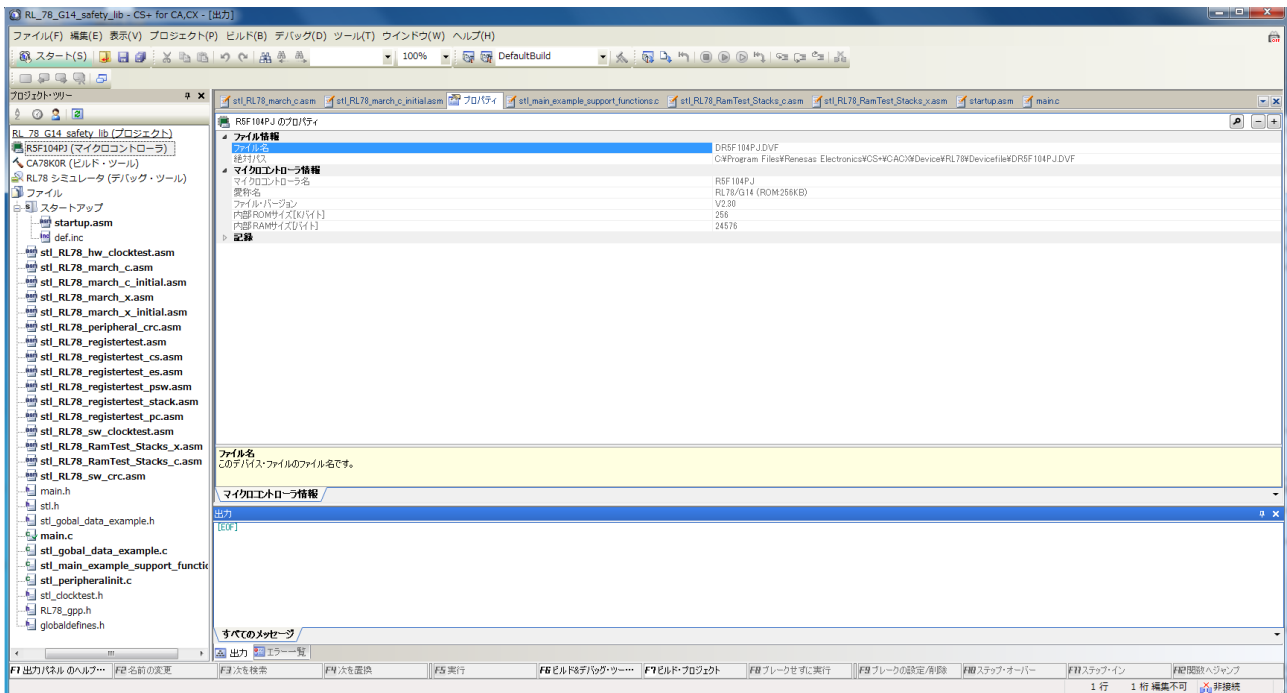 RL_78_G14_safety_lib - CS+ for CA,CX - [出力]
ファイル(F) 編集(E) 表示(V) プロジェクト(P) ビルド(B) デバッグ(D) ツール(T) ウインドウ(W) ヘルプ(H)
スタート(S) 100% DefaultBuild
プロジェクト・ツリー
RL_78_G14_safety_lib (プロジェクト)
R5F104PJ (マイクロコントローラ)
CA78K0R (ビルド・ツール)
RL78 シミュレータ (デバッグ・ツール)
ファイル
スタートアップ
startup.asm
def.inc
stl_RL78_hw_clocktest.asm
stl_RL78_march_c.asm
stl_RL78_march_c_initial.asm
stl_RL78_march_x.asm
stl_RL78_march_x_initial.asm
stl_RL78_peripheral_crc.asm
stl_RL78_registertest.asm
stl_RL78_registertest_cs.asm
stl_RL78_registertest_es.asm
stl_RL78_registertest_psw.asm
stl_RL78_registertest_stack.asm
stl_RL78_registertest_pc.asm
stl_RL78_sw_clocktest.asm
stl_RL78_RamTest_Stacks_x.asm
stl_RL78_RamTest_Stacks_c.asm
stl_RL78_sw_crc.asm
main.h
stl.h
stl_gobal_data_example.h
main.c
stl_gobal_data_example.c
stl_main_example_support_functic
stl_peripheralinit.c
stl_clocktest.h
RL78_gpp.h
globaldefines.h
stl_RL78_march_c.asm stl_RL78_march_c_initial.asm プロパティ stl_main_example_support_functions.c stl_RL78_RamTest_Stacks_c.asm stl_RL78_RamTest_Stacks_x.asm startup.asm main.c
R5F104PJ のプロパティ
ファイル情報
ファイル名 DR5F104PJ.DVF
絶対パス C:¥Program Files¥Renesas Electronics¥CS+¥CACX¥Device¥RL78¥Devicefile¥DR5F104PJ.DVF
マイクロコントローラ情報
マイクロコントローラ名 R5F104PJ
愛称名 RL78/G14 (ROM:256KB)
ファイル・バージョン V2.30
内部ROMサイズ[Kバイト] 256
内部RAMサイズ[バイト] 24576
記録
ファイル名
このデバイス・ファイルのファイル名です。
マイクロコントローラ情報
出力
[EOF]
すべてのメッセージ
出力 エラー一覧
F1 出力パネル のヘルプ… F2 名前の変更 F3 次を検索 F4 次を置換 F5 実行 F6 ビルド&デバッグ・ツー… F7 ビルド・プロジェクト F8 ブレークせずに実行 F9 ブレークの設定/削除 F10 ステップ・オーバー F11 ステップ・イン F12 関数へジャンプ
1 行 1 桁 編集不可 非接続